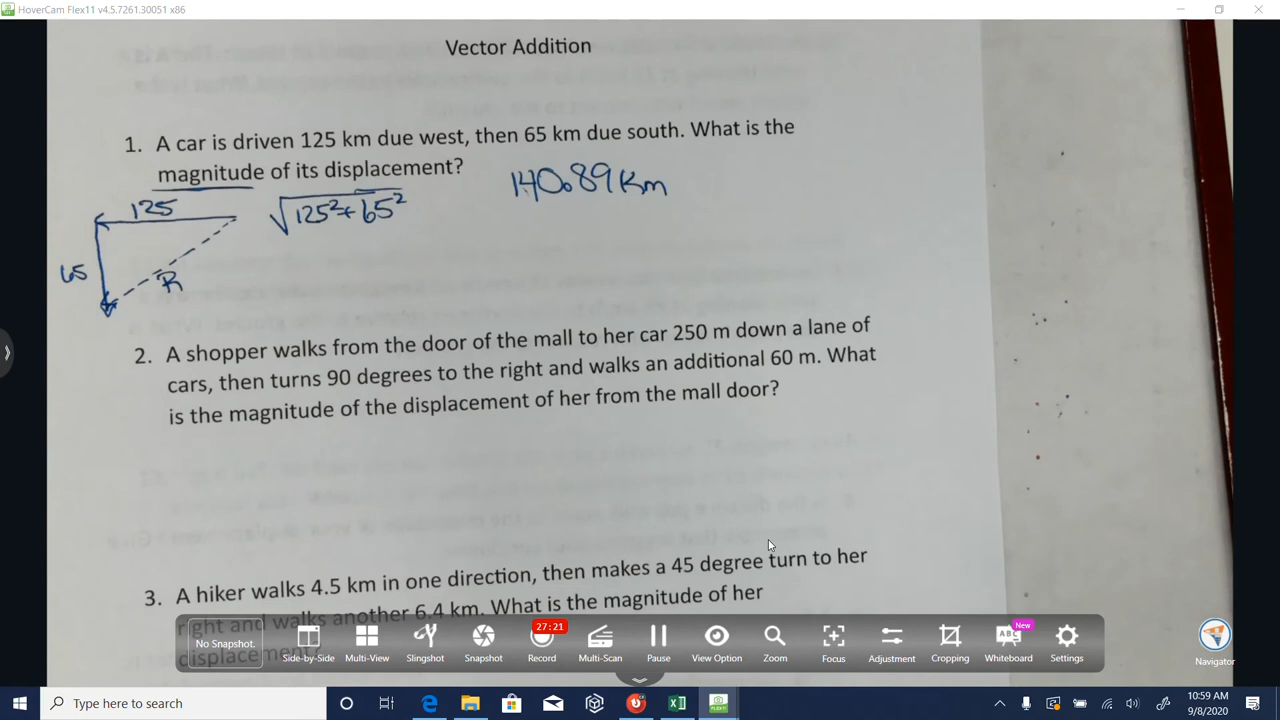 HoverCam Flex11 v4.5.7261.30051 x86
Vector Addition
1. A car is driven 125 km due west, then 65 km due south. What is the
magnitude of its displacement?
140.89 Km
125
√125²+65²
65
R
2. A shopper walks from the door of the mall to her car 250 m down a lane of
cars, then turns 90 degrees to the right and walks an additional 60 m. What
is the magnitude of the displacement of her from the mall door?
3. A hiker walks 4.5 km in one direction, then makes a 45 degree turn to her
right and walks another 6.4 km. What is the magnitude of her
displacement?
No Snapshot.
27:21
New
ABC
Side-by-Side Multi-View Slingshot Snapshot Record Multi-Scan Pause View Option Zoom Focus Adjustment Cropping Whiteboard Settings
Navigator
Type here to search
FLEX11
10:59 AM
9/8/2020